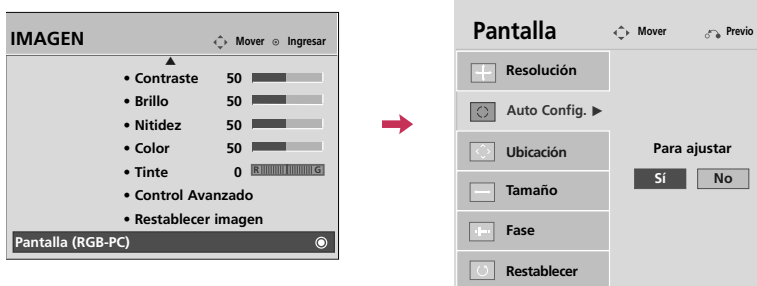 IMAGEN
Mover
Ingresar
• Contraste 50
• Brillo 50
• Nitidez 50
• Color 50
• Tinte 0 R G
• Control Avanzado
• Restablecer imagen
Pantalla (RGB-PC)
Pantalla
Mover
Previo
Resolución
Auto Config. ►
Ubicación
Tamaño
Fase
Restablecer
Para ajustar
Sí No